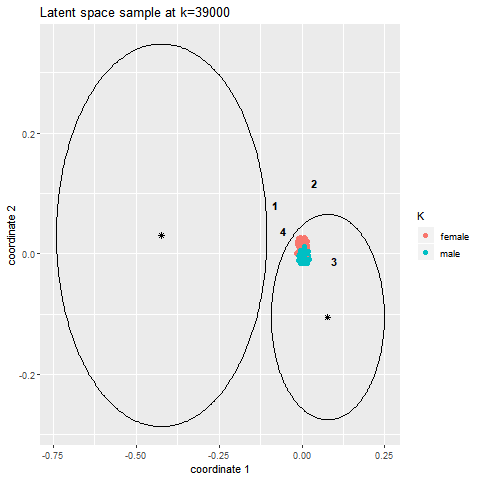 Latent space sample at k=39000
0.2
0.0
-0.2
coordinate 2
2
1
4
3
-0.75
-0.50
-0.25
0.00
0.25
coordinate 1
K
female
male